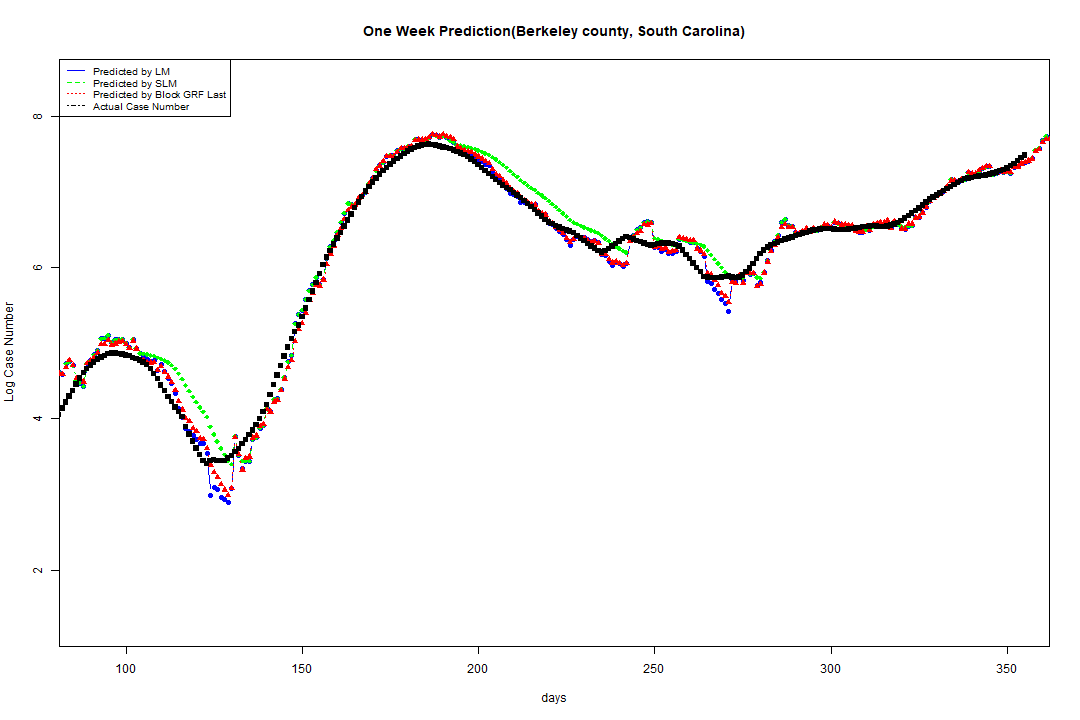 One Week Prediction(Berkeley county, South Carolina)
Predicted by LM
Predicted by SLM
Predicted by Block GRF Last
Actual Case Number
8
6
4
2
Log Case Number
100 150 200 250 300 350
days